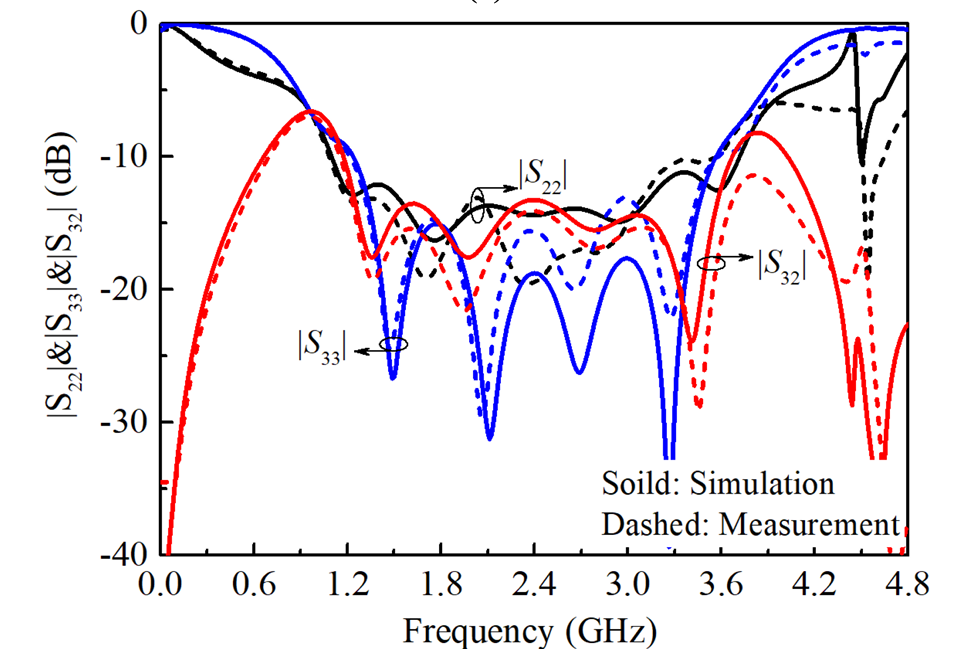 0
-10
-20
-30
-40
|S22|&|S33|&|S32| (dB)
|S22|
|S32|
|S33|
Soild: Simulation
Dashed: Measurement
0.0 0.6 1.2 1.8 2.4 3.0 3.6 4.2 4.8
Frequency (GHz)